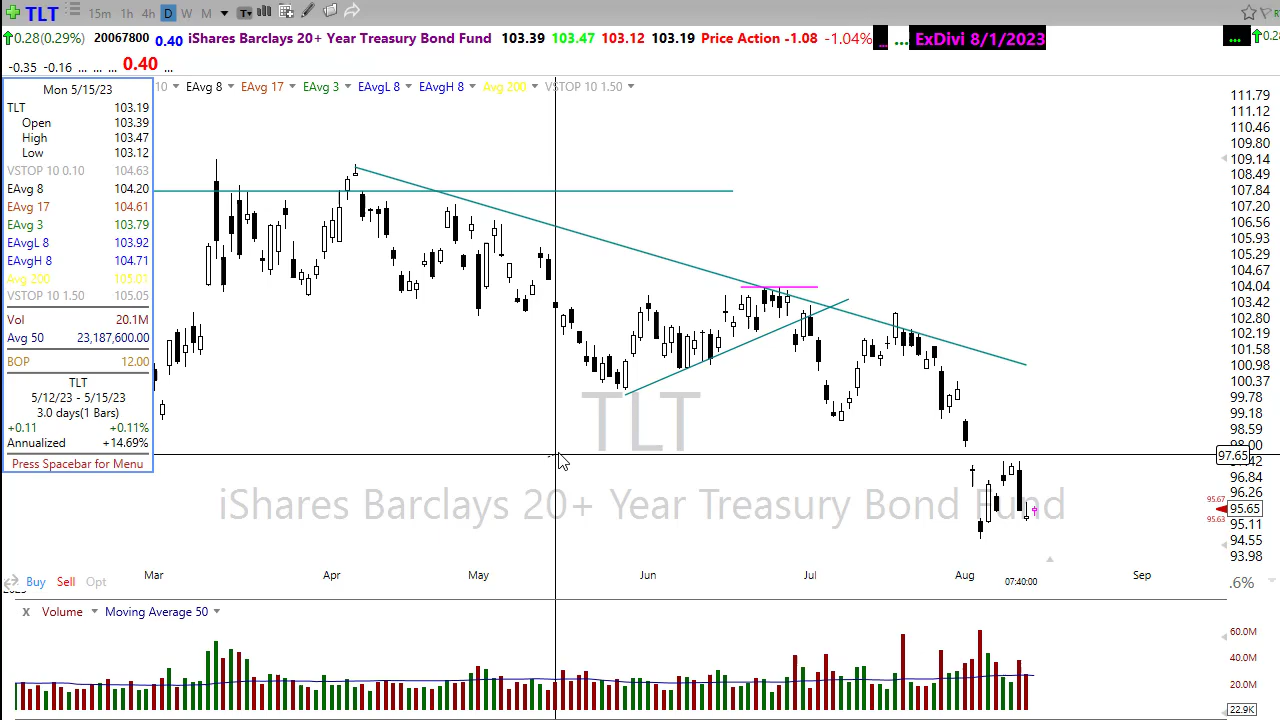 TLT 15m 1h 4h D W M T
0.28(0.29%) 20067800 0.40 iShares Barclays 20+ Year Treasury Bond Fund 103.39 103.47 103.12 103.19 Price Action -1.08 -1.04% ... ... ExDivi 8/1/2023 ... 0.28
-0.35 -0.16 ... ... ... 0.40 ...
10 EAvg 8 EAvg 17 EAvg 3 EAvgL 8 EAvgH 8 Avg 200 VSTOP 10 1.50
Mon 5/15/23
TLT 103.19
Open 103.39
High 103.47
Low 103.12
VSTOP 10 0.10 104.63
EAvg 8 104.20
EAvg 17 104.61
EAvg 3 103.79
EAvgL 8 103.92
EAvgH 8 104.71
Avg 200 105.01
VSTOP 10 1.50 105.05
Vol 20.1M
Avg 50 23,187,600.00
BOP 12.00
TLT
5/12/23 - 5/15/23
3.0 days(1 Bars)
+0.11 +0.11%
Annualized +14.69%
Press Spacebar for Menu
TLT
iShares Barclays 20+ Year Treasury Bond Fund
111.79
111.12
110.46
109.80
109.14
108.49
107.84
107.20
106.56
105.93
105.29
104.67
104.04
103.42
102.80
102.19
101.58
100.98
100.37
99.78
99.18
98.59
98.00
97.65
96.84
96.26
95.67
95.65
95.63
95.11
94.55
93.98
Mar Apr May Jun Jul Aug Sep
07:40:00
Buy Sell Opt
.6%
x Volume Moving Average 50
60.0M
40.0M
20.0M
22.9K